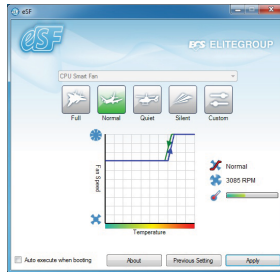 eSF
eSF
ECS ELITEGROUP
CPU Smart Fan
Full
Normal
Quiet
Silent
Custom
Fan Speed
Temperature
Normal
3085 RPM
Auto execute when booting
About
Previous Setting
Apply